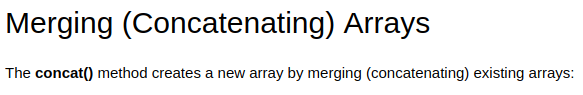 Merging (Concatenating) Arrays
The concat() method creates a new array by merging (concatenating) existing arrays: